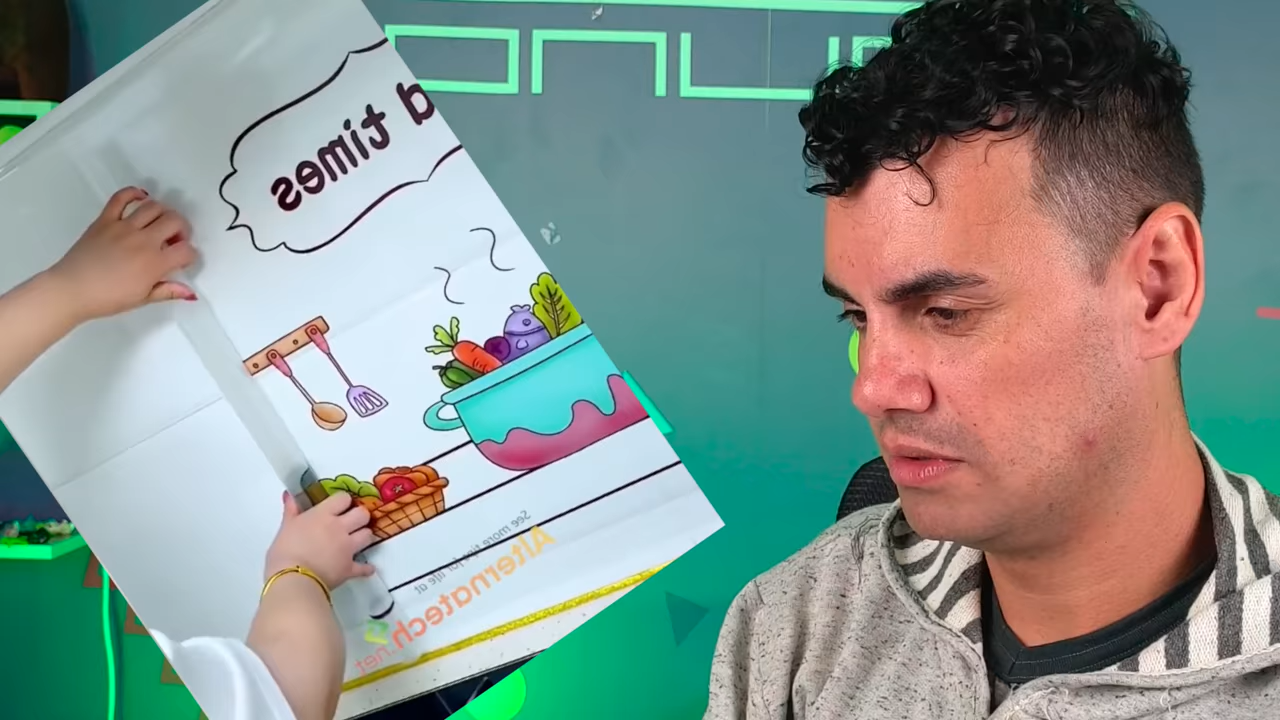 d times
See more tips for life at
Alternatech
.net